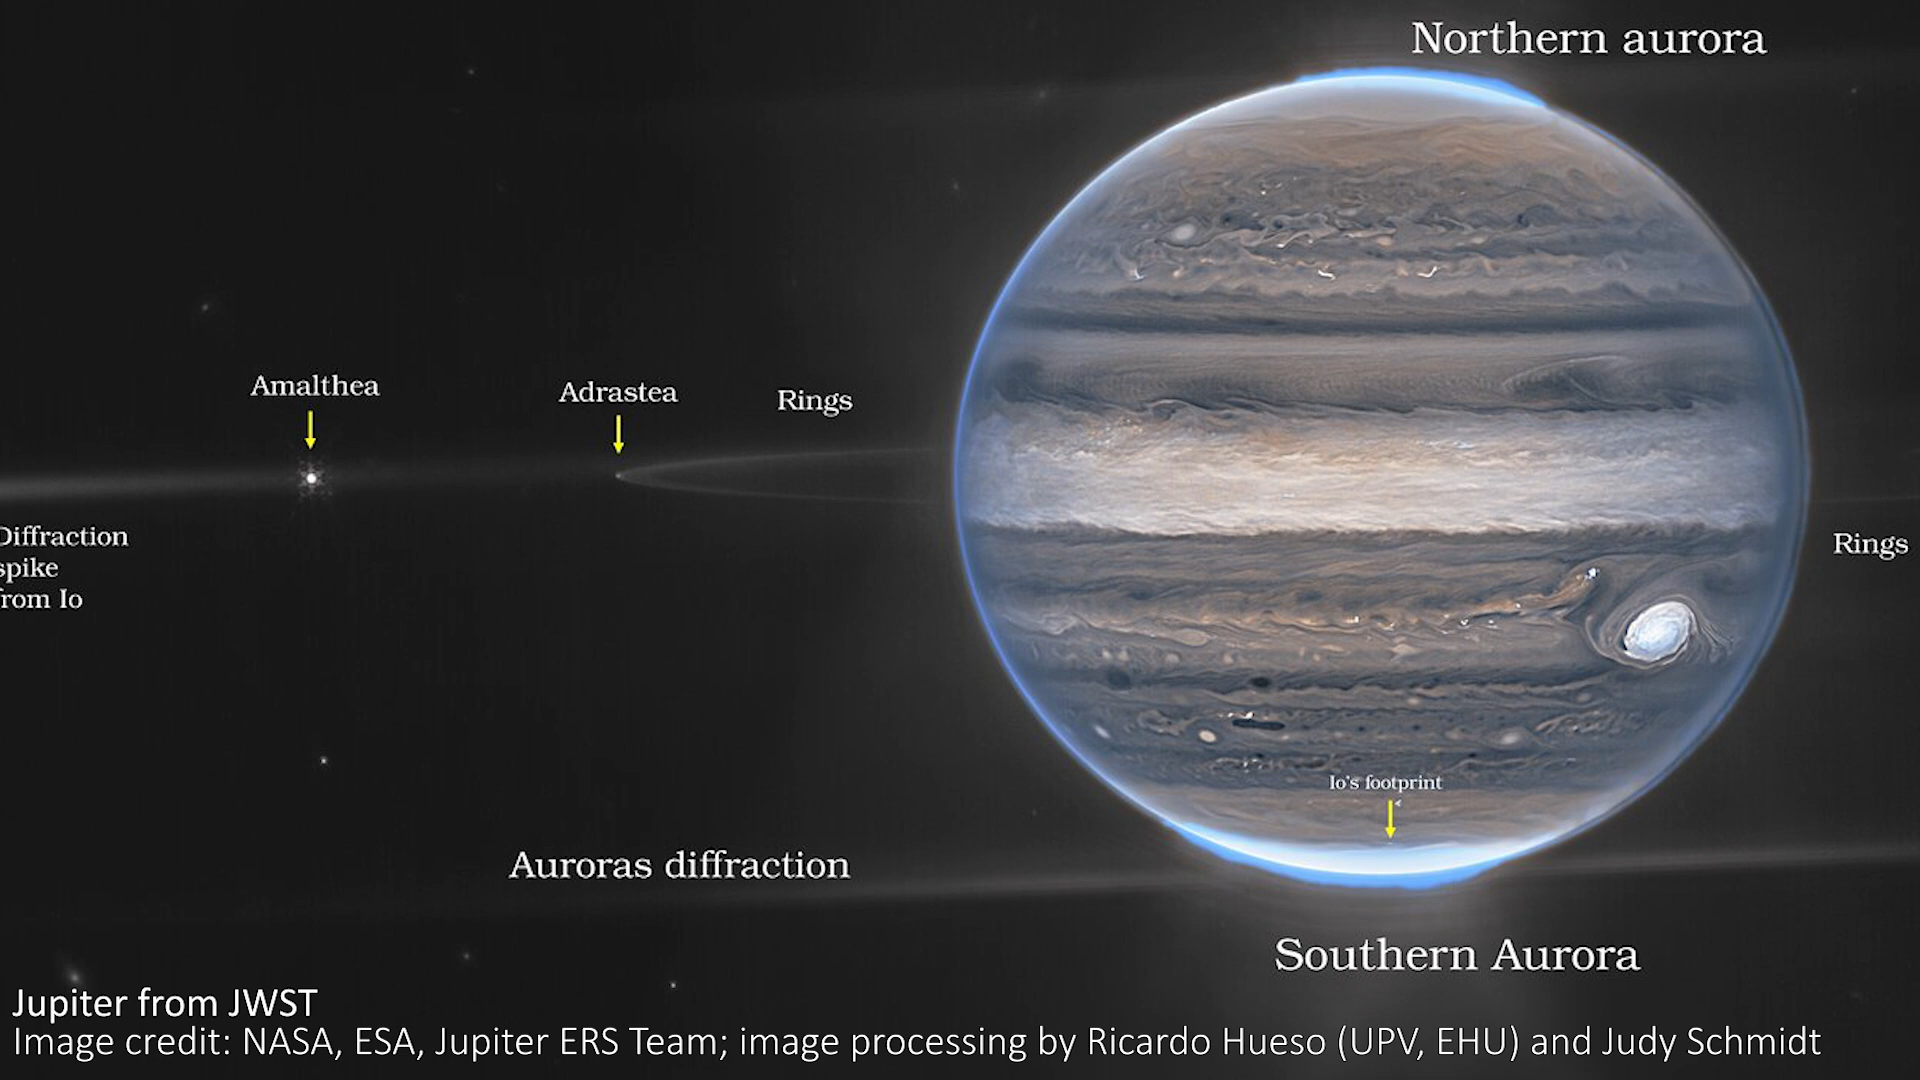 Northern aurora
Amalthea
Adrastea
Rings
Diffraction
spike
from Io
Rings
Io's footprint
Auroras diffraction
Southern Aurora
Jupiter from JWST
Image credit: NASA, ESA, Jupiter ERS Team; image processing by Ricardo Hueso (UPV, EHU) and Judy Schmidt